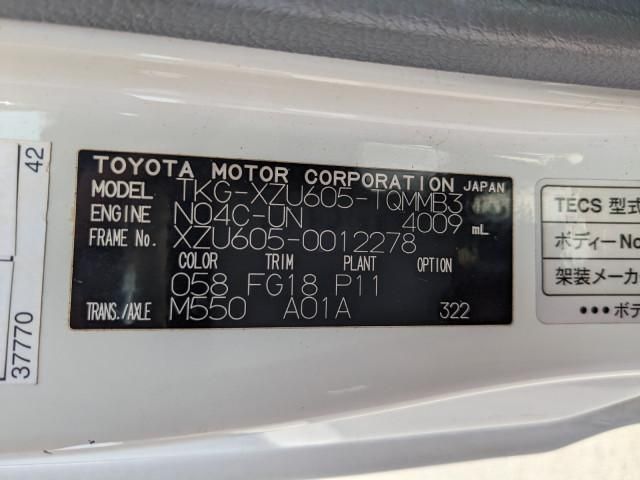 TOYOTA MOTOR CORPORATION JAPAN
MODEL TKG-XZU605-TQMMB3
ENGINE N04C-UN 4009 mL
FRAME No. XZU605-0012278
COLOR TRIM PLANT OPTION
058 FG18 P11
TRANS./AXLE M550 A01A 322
42
37770
TECS 型式
ボディーNo
架装メーカ
●●●ボデ